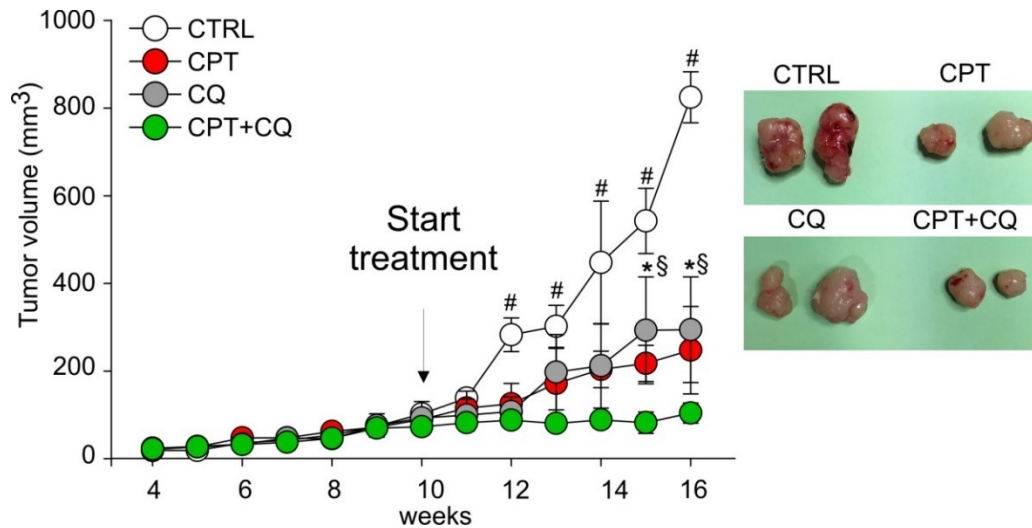 1000
800
600
400
200
0
Tumor volume (mm³)
CTRL
CPT
CQ
CPT+CQ
Start
treatment
#
#
#
#
#
*§
*§
4
6
8
10
12
14
16
weeks
CTRL CPT
CQ CPT+CQ